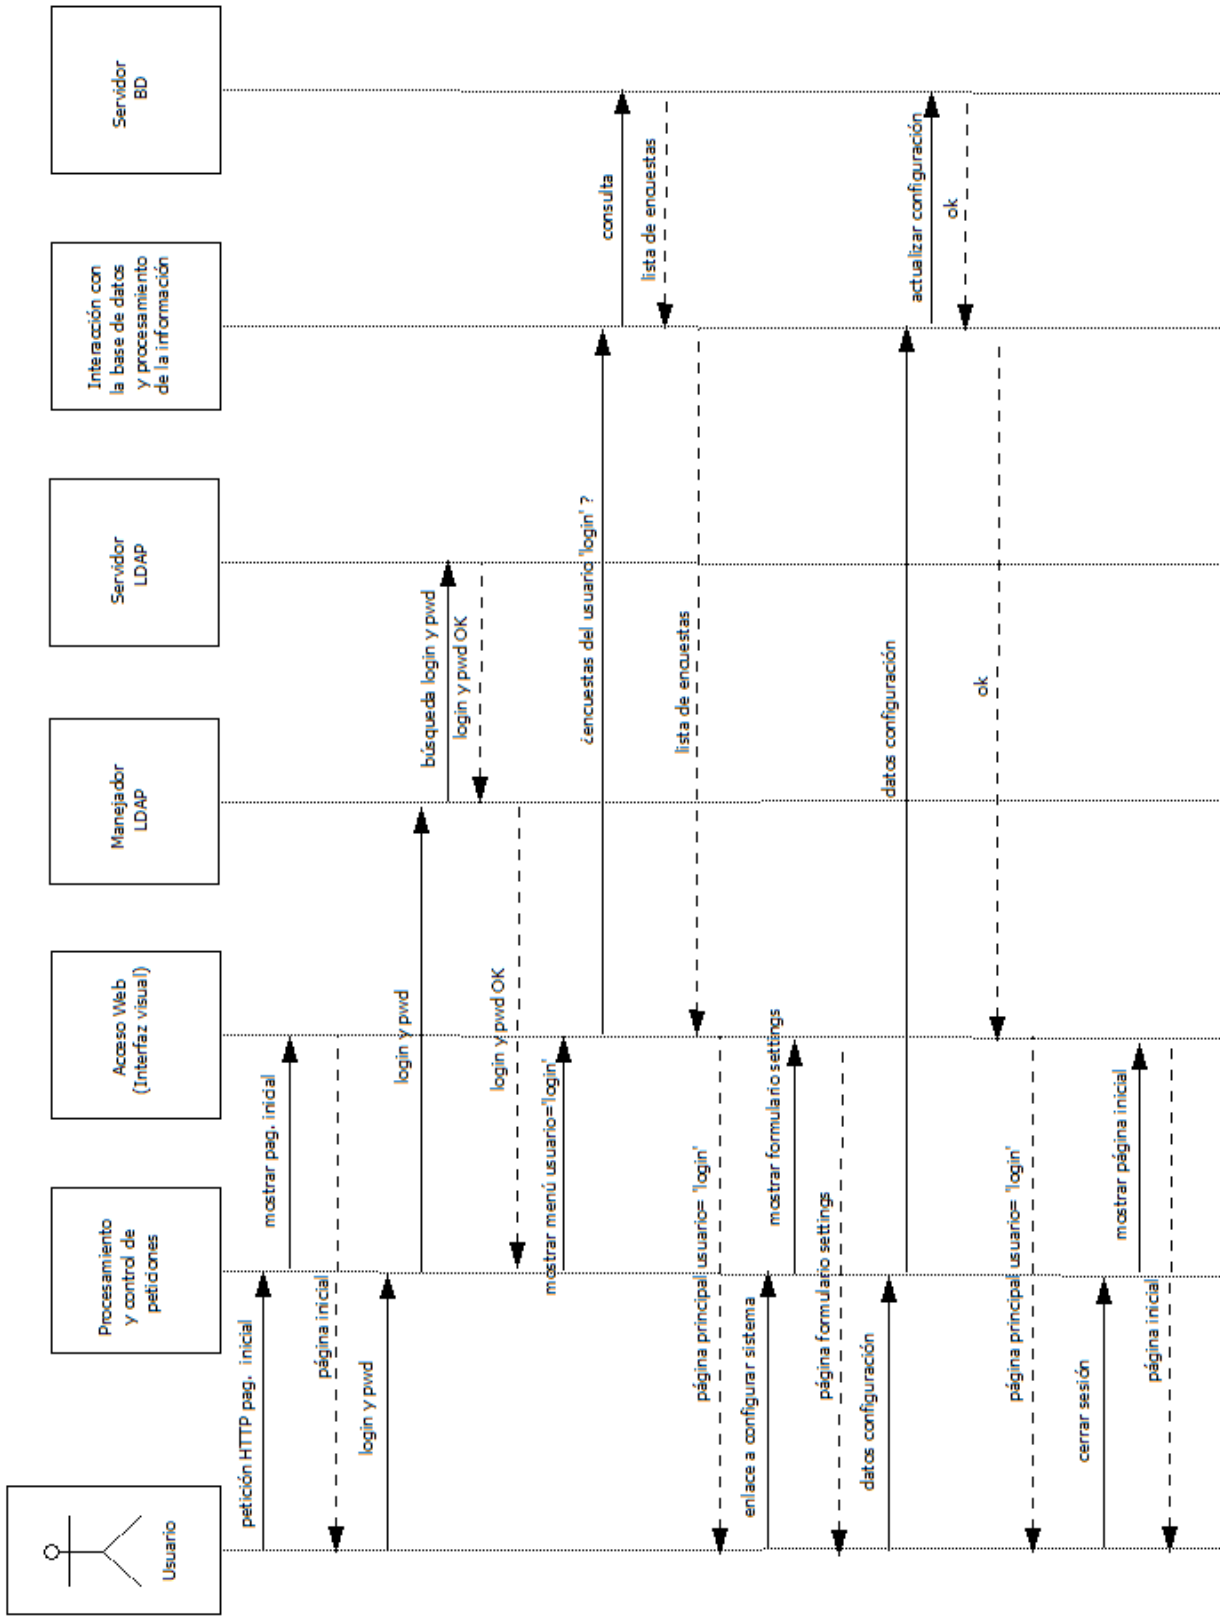 Usuario
Procesamiento
y control de
peticiones
Acceso Web
(Interfaz visual)
Manejador
LDAP
Servidor
LDAP
Interacción con
la base de datos
y procesamiento
de la información
Servidor
BD
petición HTTP pag. inicial
mostrar pag. inicial
página inicial
login y pwd
login y pwd
búsqueda login y pwd
login y pwd OK
login y pwd OK
mostrar menú usuario='login'
¿encuestas del usuario 'login' ?
consulta
lista de encuestas
lista de encuestas
página principal usuario= 'login'
enlace a configurar sistema
mostrar formulario settings
página formulario settings
datos configuración
datos configuración
actualizar configuración
ok
ok
página principal usuario= 'login'
cerrar sesión
mostrar página inicial
página inicial